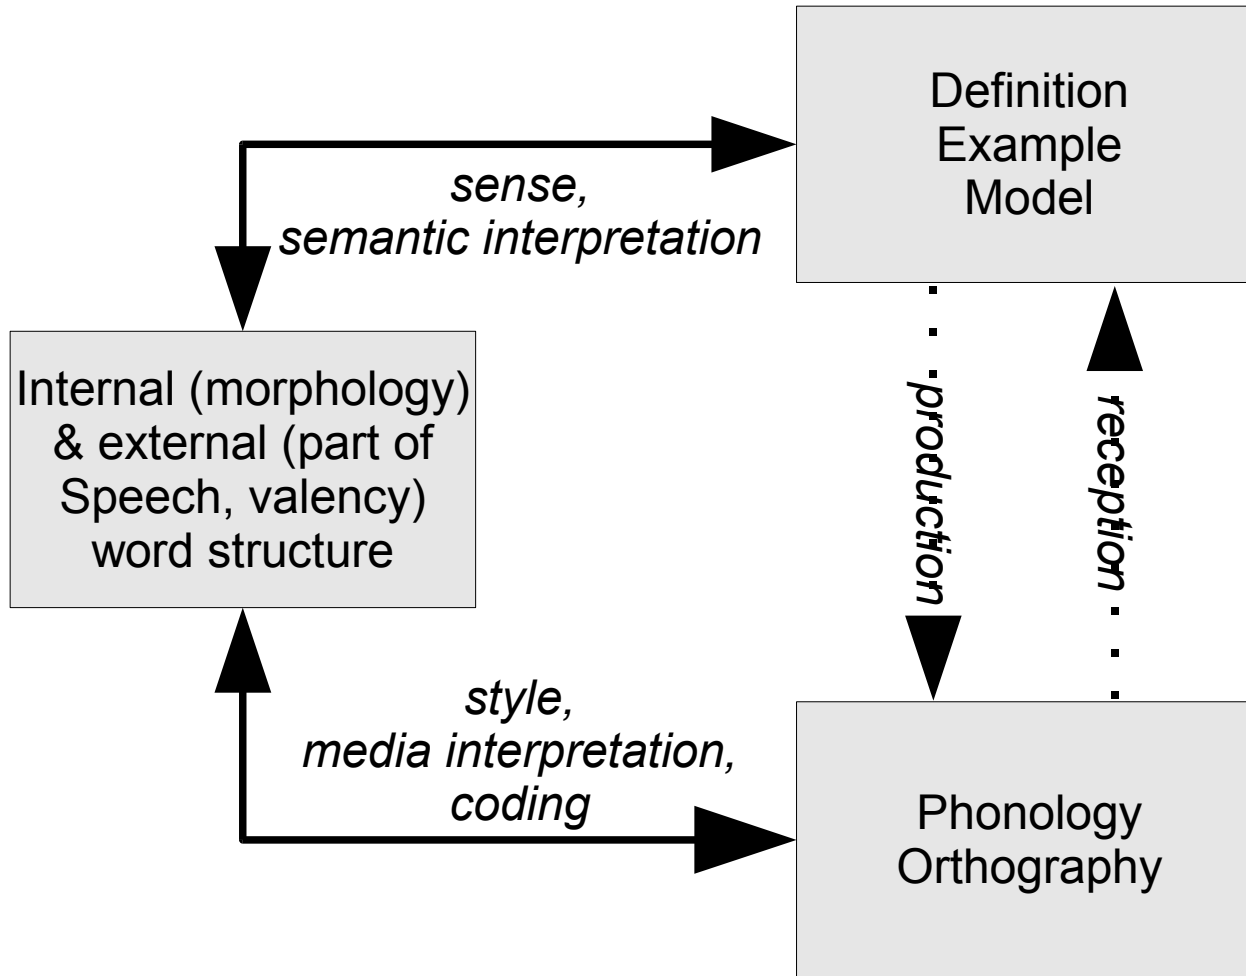 Definition
Example
Model
sense,
semantic interpretation
Internal (morphology)
& external (part of
Speech, valency)
word structure
production
reception
style,
media interpretation,
coding
Phonology
Orthography